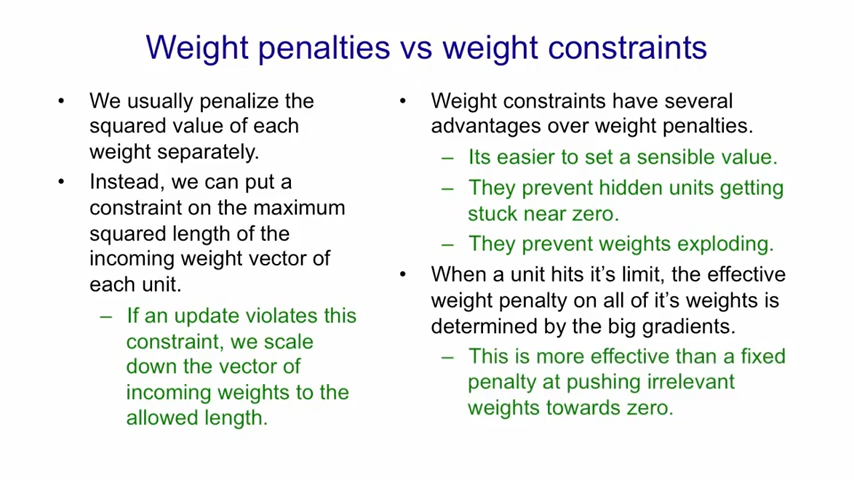 Weight penalties vs weight constraints
• We usually penalize the
squared value of each
weight separately.
• Instead, we can put a
constraint on the maximum
squared length of the
incoming weight vector of
each unit.
– If an update violates this
constraint, we scale
down the vector of
incoming weights to the
allowed length.
• Weight constraints have several
advantages over weight penalties.
– Its easier to set a sensible value.
– They prevent hidden units getting
stuck near zero.
– They prevent weights exploding.
• When a unit hits it’s limit, the effective
weight penalty on all of it’s weights is
determined by the big gradients.
– This is more effective than a fixed
penalty at pushing irrelevant
weights towards zero.